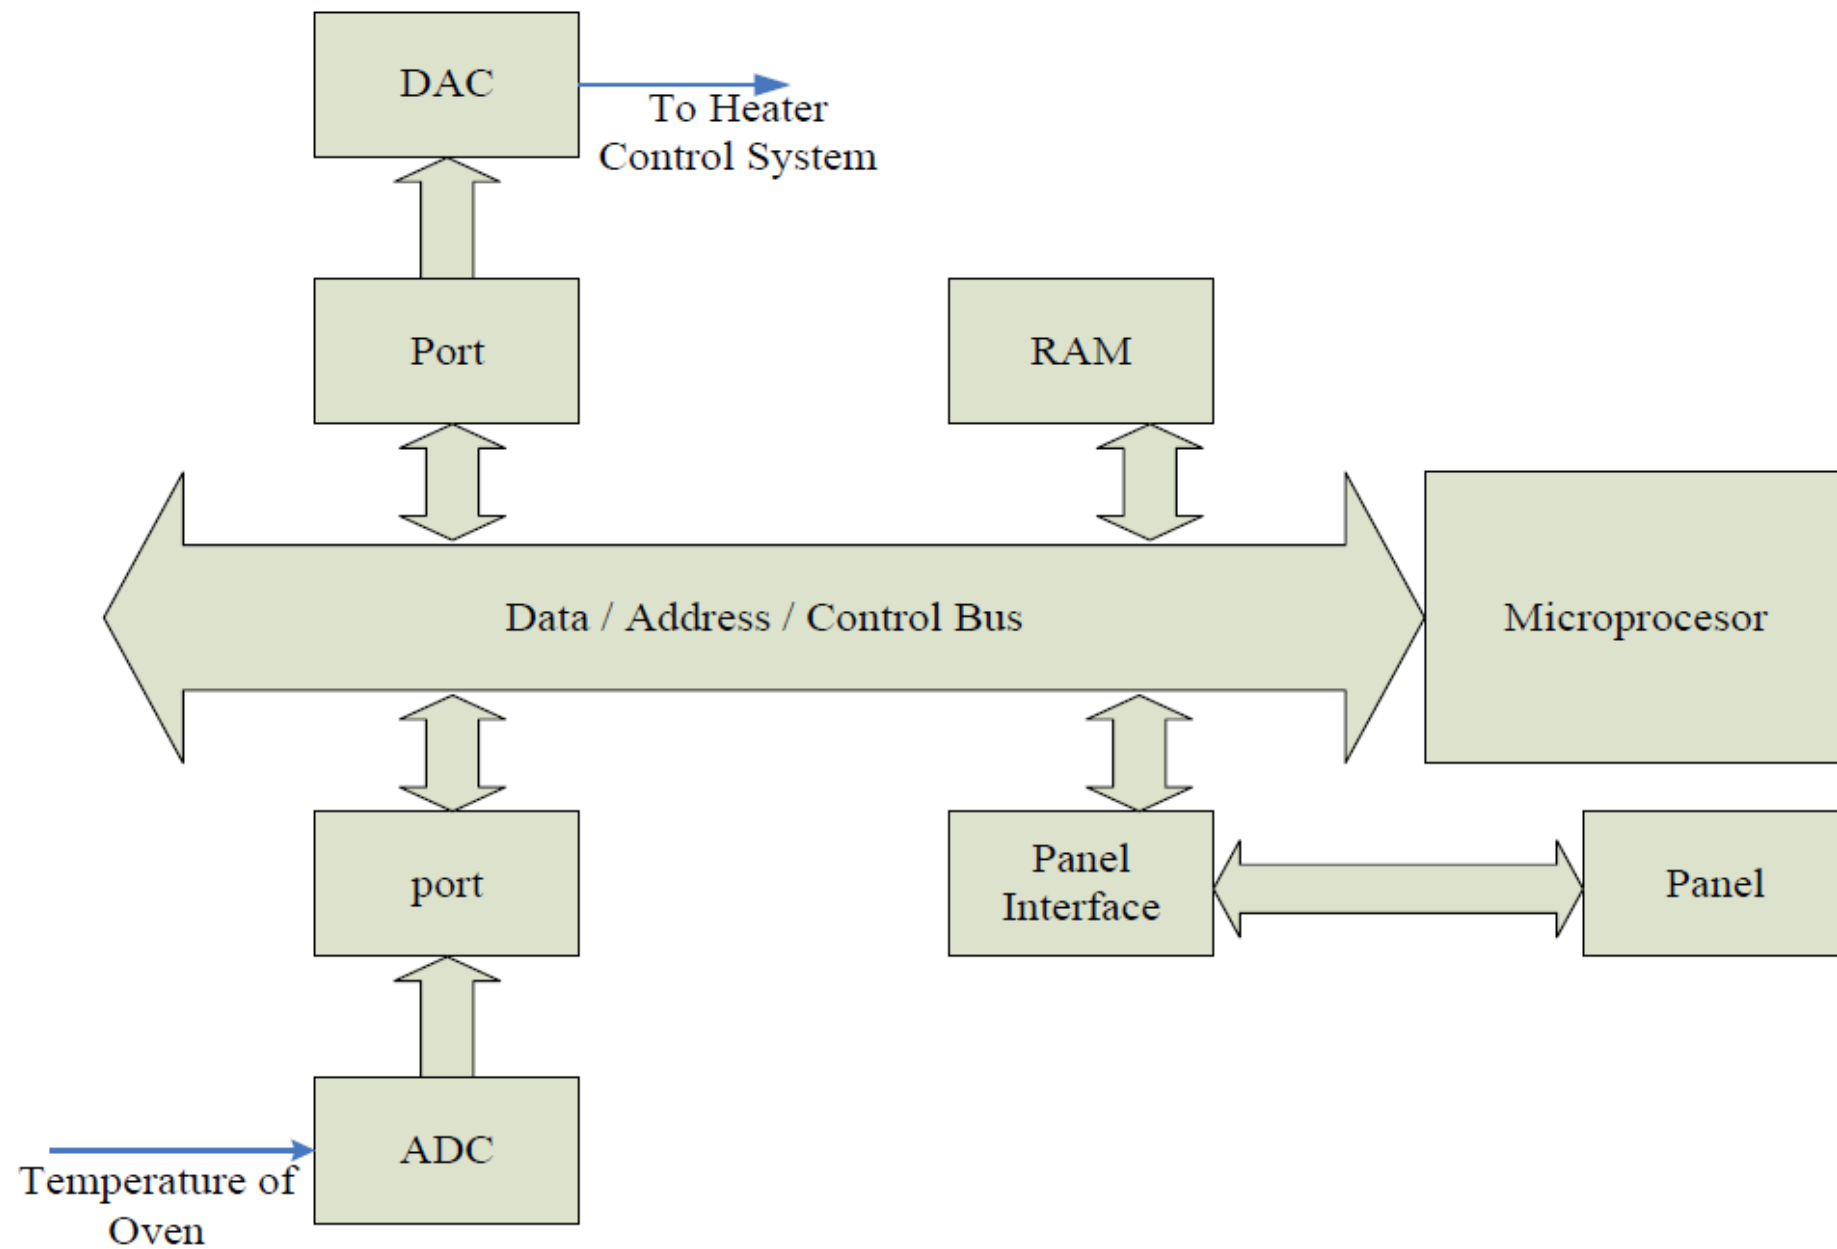 DAC
To Heater
Control System
Port
RAM
Data / Address / Control Bus
Microprocesor
port
Panel
Interface
Panel
ADC
Temperature of
Oven